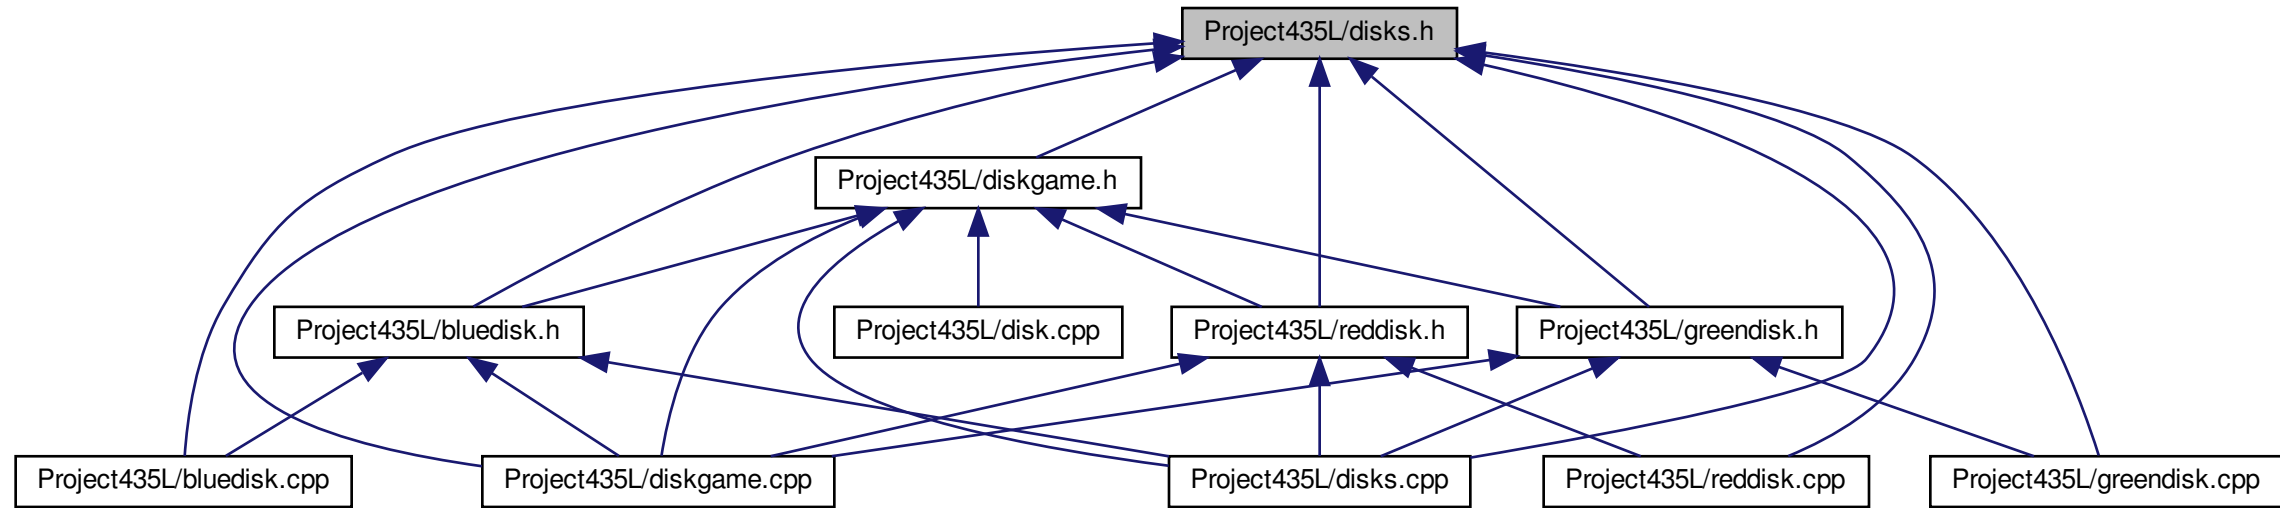 Project435L/disks.h
Project435L/diskgame.h
Project435L/bluedisk.h
Project435L/disk.cpp
Project435L/reddisk.h
Project435L/greendisk.h
Project435L/bluedisk.cpp
Project435L/diskgame.cpp
Project435L/disks.cpp
Project435L/reddisk.cpp
Project435L/greendisk.cpp